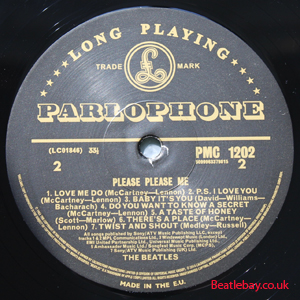 LONG PLAYING
TRADE MARK
£
PARLOPHONE
(LC01846) 33⅓
PMC 1202
2
2
PLEASE PLEASE ME
1. LOVE ME DO (McCartney—Lennon) 2. P.S. I LOVE YOU
(McCartney—Lennon) 3. BABY IT'S YOU (David—Williams—
Bacharach) 4. DO YOU WANT TO KNOW A SECRET
(McCartney—Lennon) 5. A TASTE OF HONEY
(Scott—Marlow) 6. THERE'S A PLACE (McCartney—Lennon)
7. TWIST AND SHOUT (Medley—Russell)
THE BEATLES
MADE IN THE E.U.
Beatlebay.co.uk